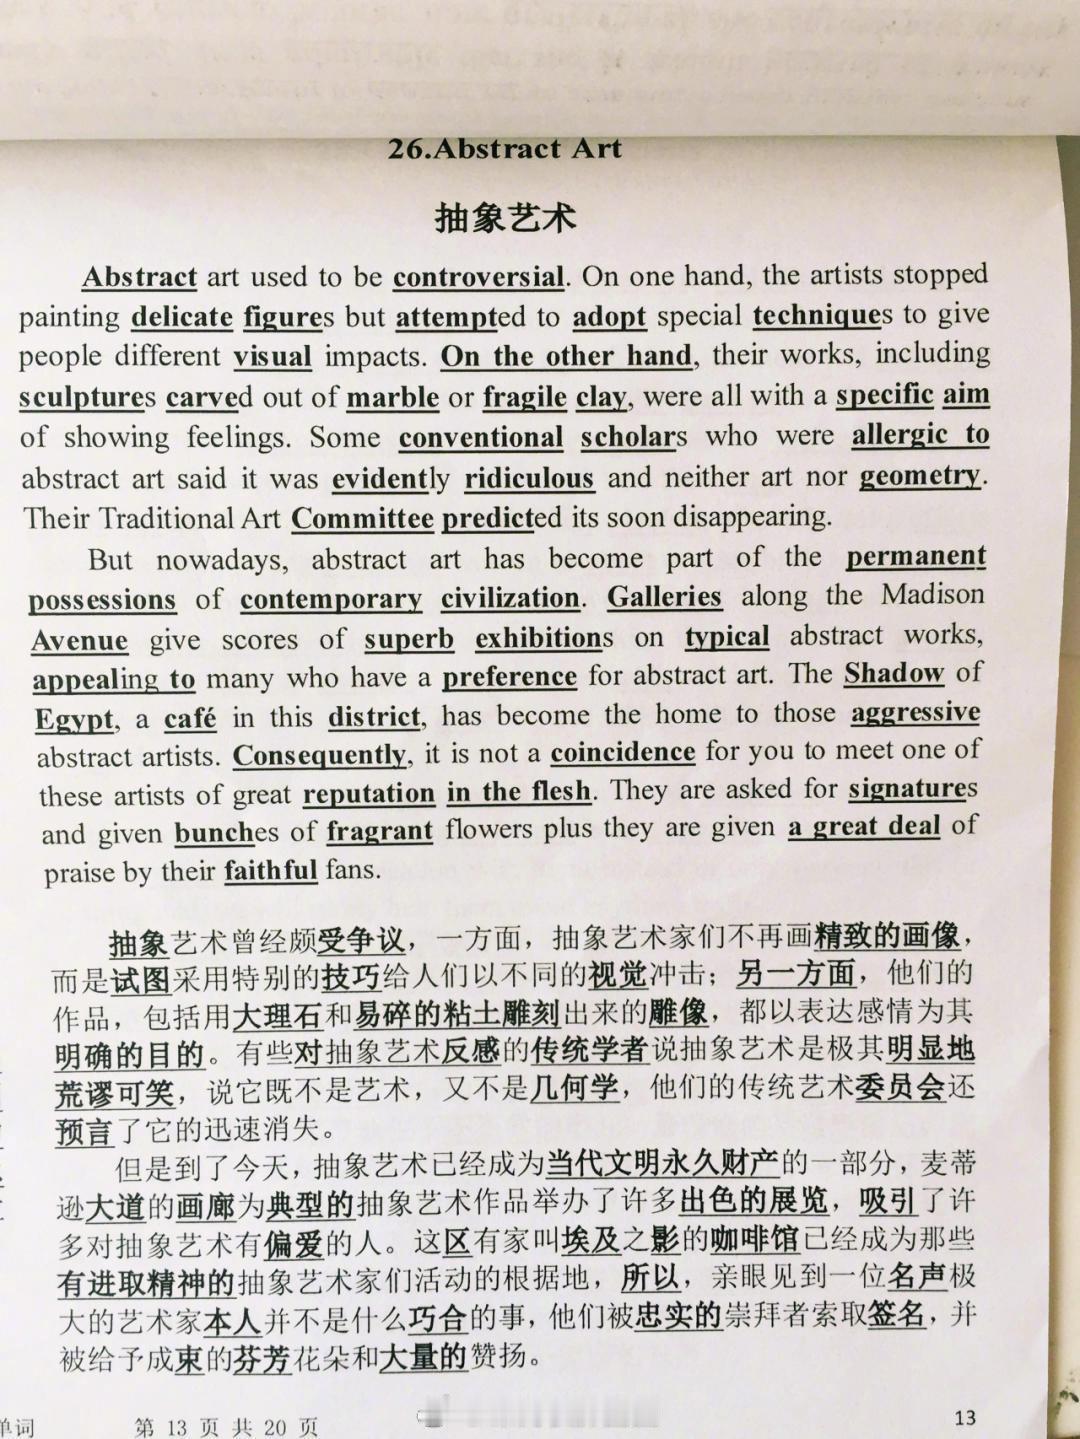 26.Abstract Art
抽象艺术
Abstract art used to be controversial. On one hand, the artists stopped
painting delicate figures but attempted to adopt special techniques to give
people different visual impacts. On the other hand, their works, including
sculptures carved out of marble or fragile clay, were all with a specific aim
of showing feelings. Some conventional scholars who were allergic to
abstract art said it was evidently ridiculous and neither art nor geometry.
Their Traditional Art Committee predicted its soon disappearing.
But nowadays, abstract art has become part of the permanent
possessions of contemporary civilization. Galleries along the Madison
Avenue give scores of superb exhibitions on typical abstract works,
appealing to many who have a preference for abstract art. The Shadow of
Egypt, a café in this district, has become the home to those aggressive
abstract artists. Consequently, it is not a coincidence for you to meet one of
these artists of great reputation in the flesh. They are asked for signatures
and given bunches of fragrant flowers plus they are given a great deal of
praise by their faithful fans.
抽象艺术曾经颇受争议，一方面，抽象艺术家们不再画精致的画像，
而是试图采用特别的技巧给人们以不同的视觉冲击；另一方面，他们的
作品，包括用大理石和易碎的粘土雕刻出来的雕像，都以表达感情为其
明确的目的。有些对抽象艺术反感的传统学者说抽象艺术是极其明显地
荒谬可笑，说它既不是艺术，又不是几何学，他们的传统艺术委员会还
预言了它的迅速消失。
但是到了今天，抽象艺术已经成为当代文明永久财产的一部分，麦蒂
逊大道的画廊为典型的抽象艺术作品举办了许多出色的展览，吸引了许
多对抽象艺术有偏爱的人。这区有家叫埃及之影的咖啡馆已经成为那些
有进取精神的抽象艺术家们活动的根据地，所以，亲眼见到一位名声极
大的艺术家本人并不是什么巧合的事，他们被忠实的崇拜者索取签名，并
被给予成束的芬芳花朵和大量的赞扬。
单词 第 13 页 共 20 页 13